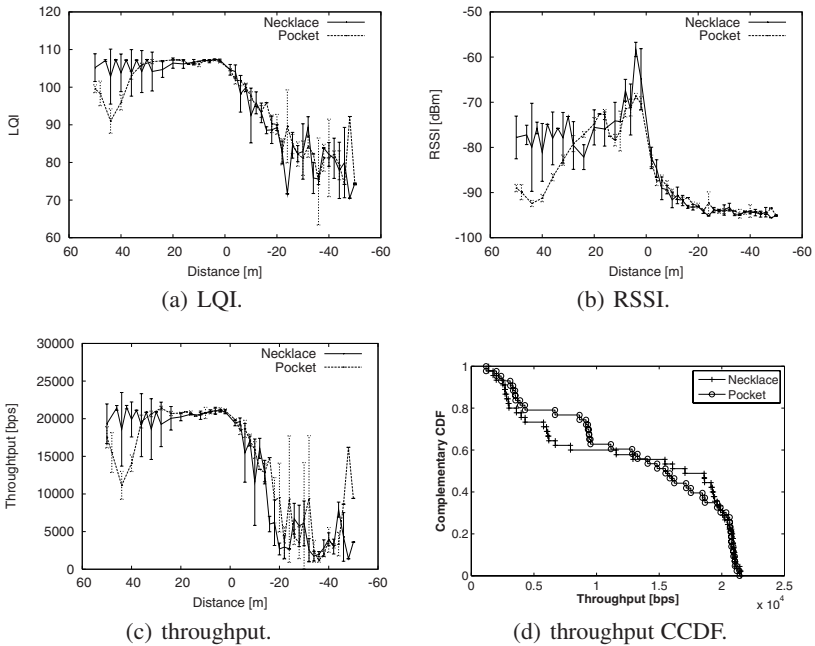 120
110
100
90
80
70
60
LQI
Necklace
Pocket
60 40 20 0 -20 -40 -60
Distance [m]
(a) LQI.
-50
-60
-70
-80
-90
-100
RSSI [dBm]
Necklace
Pocket
60 40 20 0 -20 -40 -60
Distance [m]
(b) RSSI.
30000
25000
20000
15000
10000
5000
0
Throughtput [bps]
Necklace
Pocket
60 40 20 0 -20 -40 -60
Distance [m]
(c) throughput.
1
0.8
0.6
0.4
0.2
0
Complementary CDF
Necklace
Pocket
0 0.5 1 1.5 2 2.5
Throughput [bps]
x 10⁴
(d) throughput CCDF.